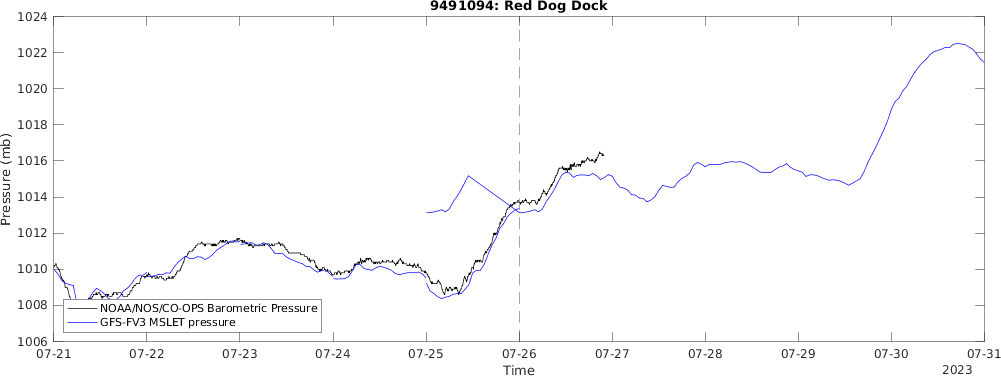 9491094: Red Dog Dock
Pressure (mb)
1024
1022
1020
1018
1016
1014
1012
1010
1008
1006
NOAA/NOS/CO-OPS Barometric Pressure
GFS-FV3 MSLET pressure
07-21 07-22 07-23 07-24 07-25 07-26 07-27 07-28 07-29 07-30 07-31
Time
2023